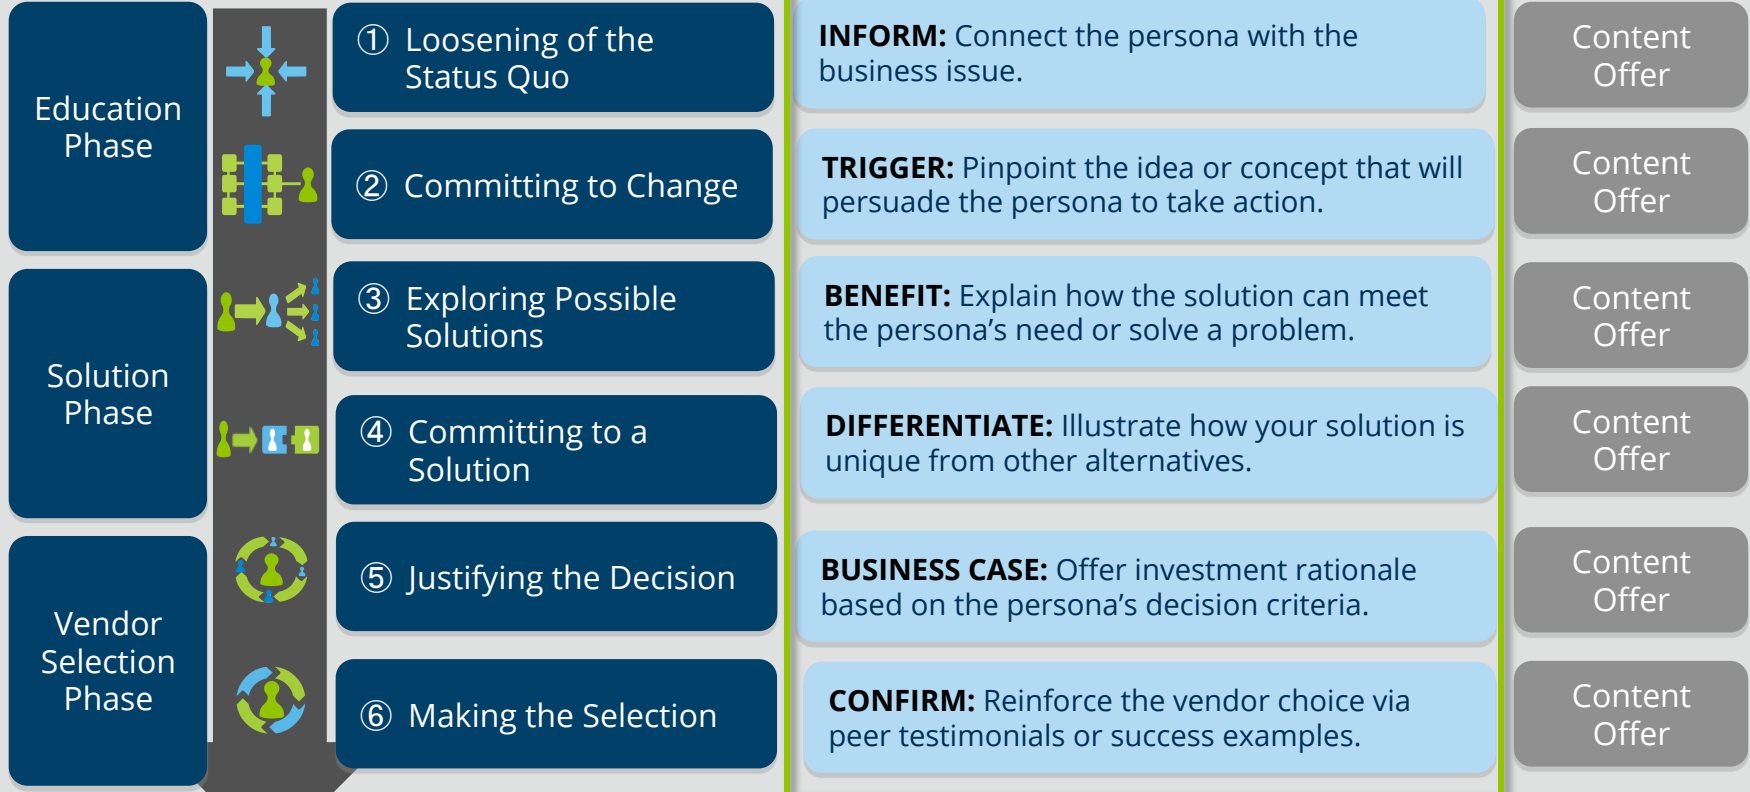 Education
Phase
① Loosening of the
Status Quo
INFORM: Connect the persona with the
business issue.
Content
Offer
② Committing to Change
TRIGGER: Pinpoint the idea or concept that will
persuade the persona to take action.
Content
Offer
Solution
Phase
③ Exploring Possible
Solutions
BENEFIT: Explain how the solution can meet
the persona’s need or solve a problem.
Content
Offer
④ Committing to a
Solution
DIFFERENTIATE: Illustrate how your solution is
unique from other alternatives.
Content
Offer
Vendor
Selection
Phase
⑤ Justifying the Decision
BUSINESS CASE: Offer investment rationale
based on the persona’s decision criteria.
Content
Offer
⑥ Making the Selection
CONFIRM: Reinforce the vendor choice via
peer testimonials or success examples.
Content
Offer